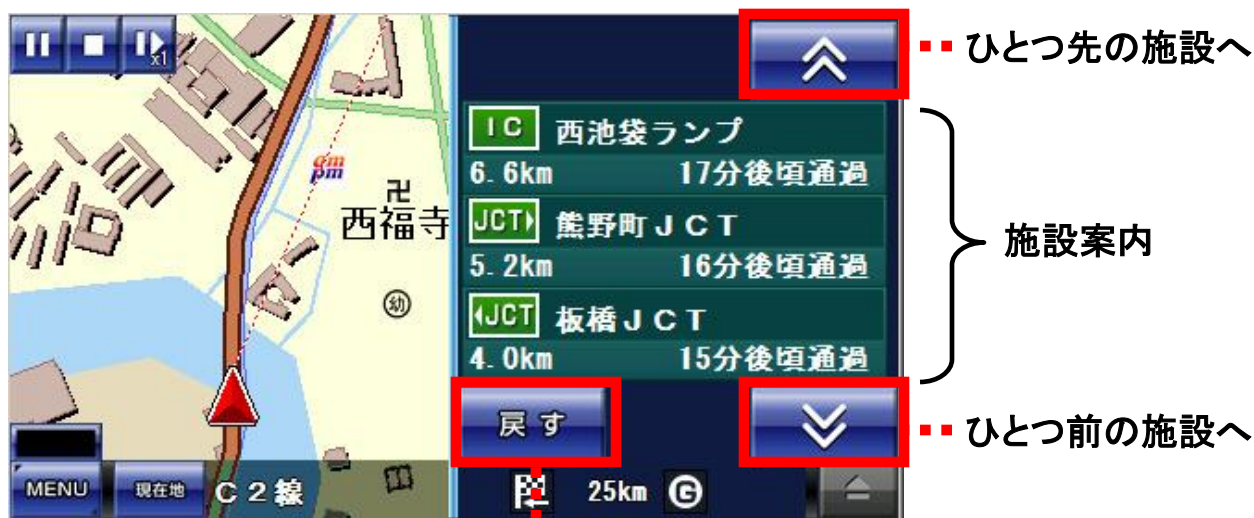 x1
ひとつ先の施設へ
am
pm
西福寺
幼
IC 西池袋ランプ
6.6km 17分後頃通過
JCT 熊野町JCT
5.2km 16分後頃通過
JCT 板橋JCT
4.0km 15分後頃通過
施設案内
戻す
ひとつ前の施設へ
MENU 現在地 C2線
25km G